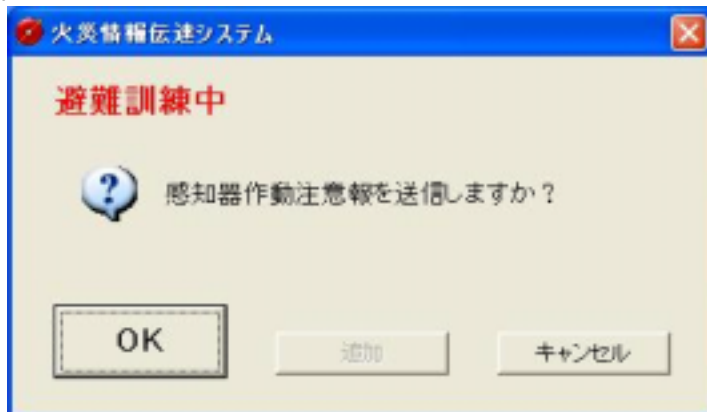 火災情報伝達システム
避難訓練中
感知器作動注意報を送信しますか？
OK
追加
キャンセル